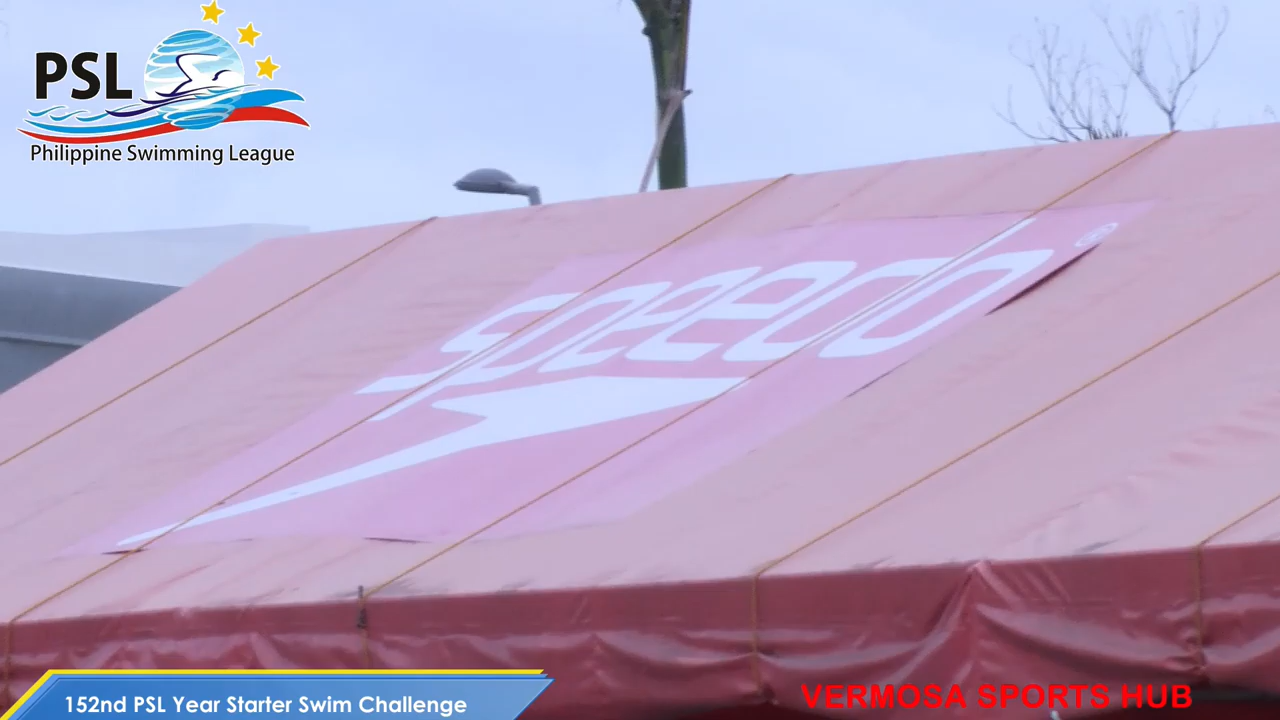 PSL
Philippine Swimming League
speedo®
152nd PSL Year Starter Swim Challenge
VERMOSA SPORTS HUB